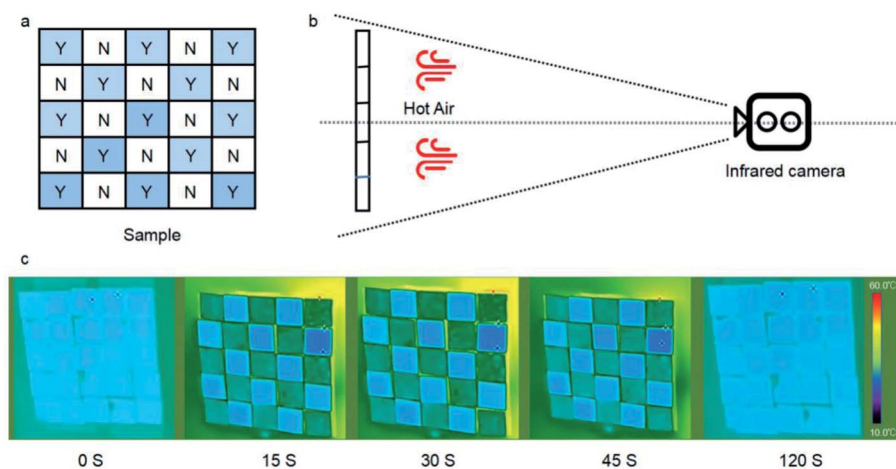 a
Y N Y N Y
N Y N Y N
Y N Y N Y
N Y N Y N
Y N Y N Y
Sample
b
Hot Air
Infrared camera
c
60.0°C
10.0°C
0 S 15 S 30 S 45 S 120 S